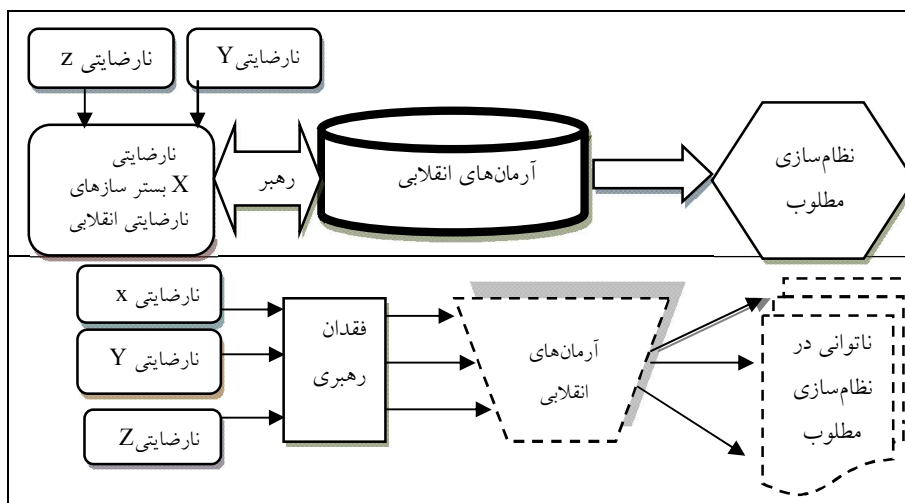 نارضایتی Y
نارضایتی z
نارضایتی
X بستر سازهای
نارضایتی انقلابی
رهبر
آرمان‌های انقلابی
نظام‌سازی
مطلوب
نارضایتی x
نارضایتی Y
نارضایتی Z
فقدان
رهبری
آرمان‌های
انقلابی
ناتوانی در
نظام‌سازی
مطلوب